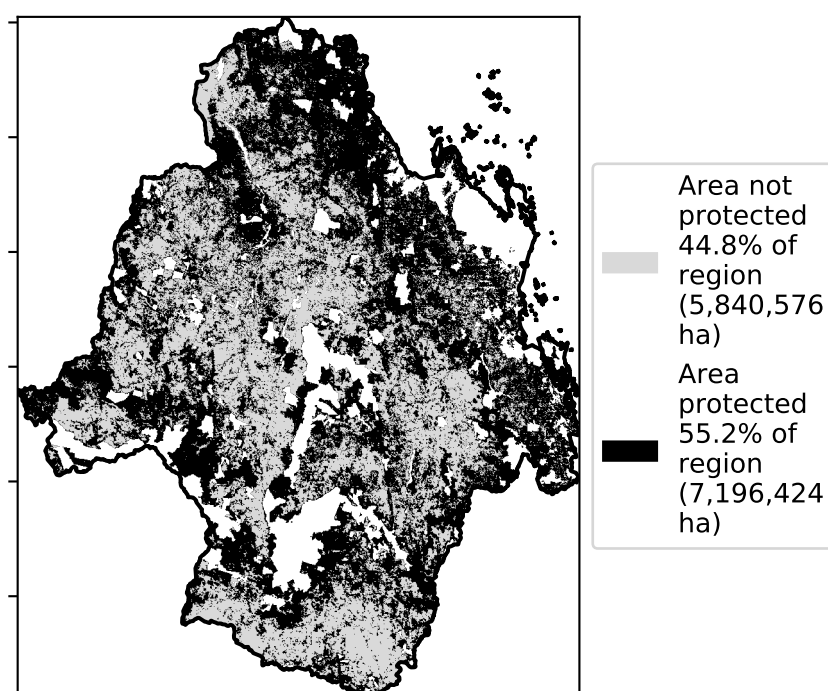 Area not
protected
44.8% of
region
(5,840,576
ha)
Area
protected
55.2% of
region
(7,196,424
ha)